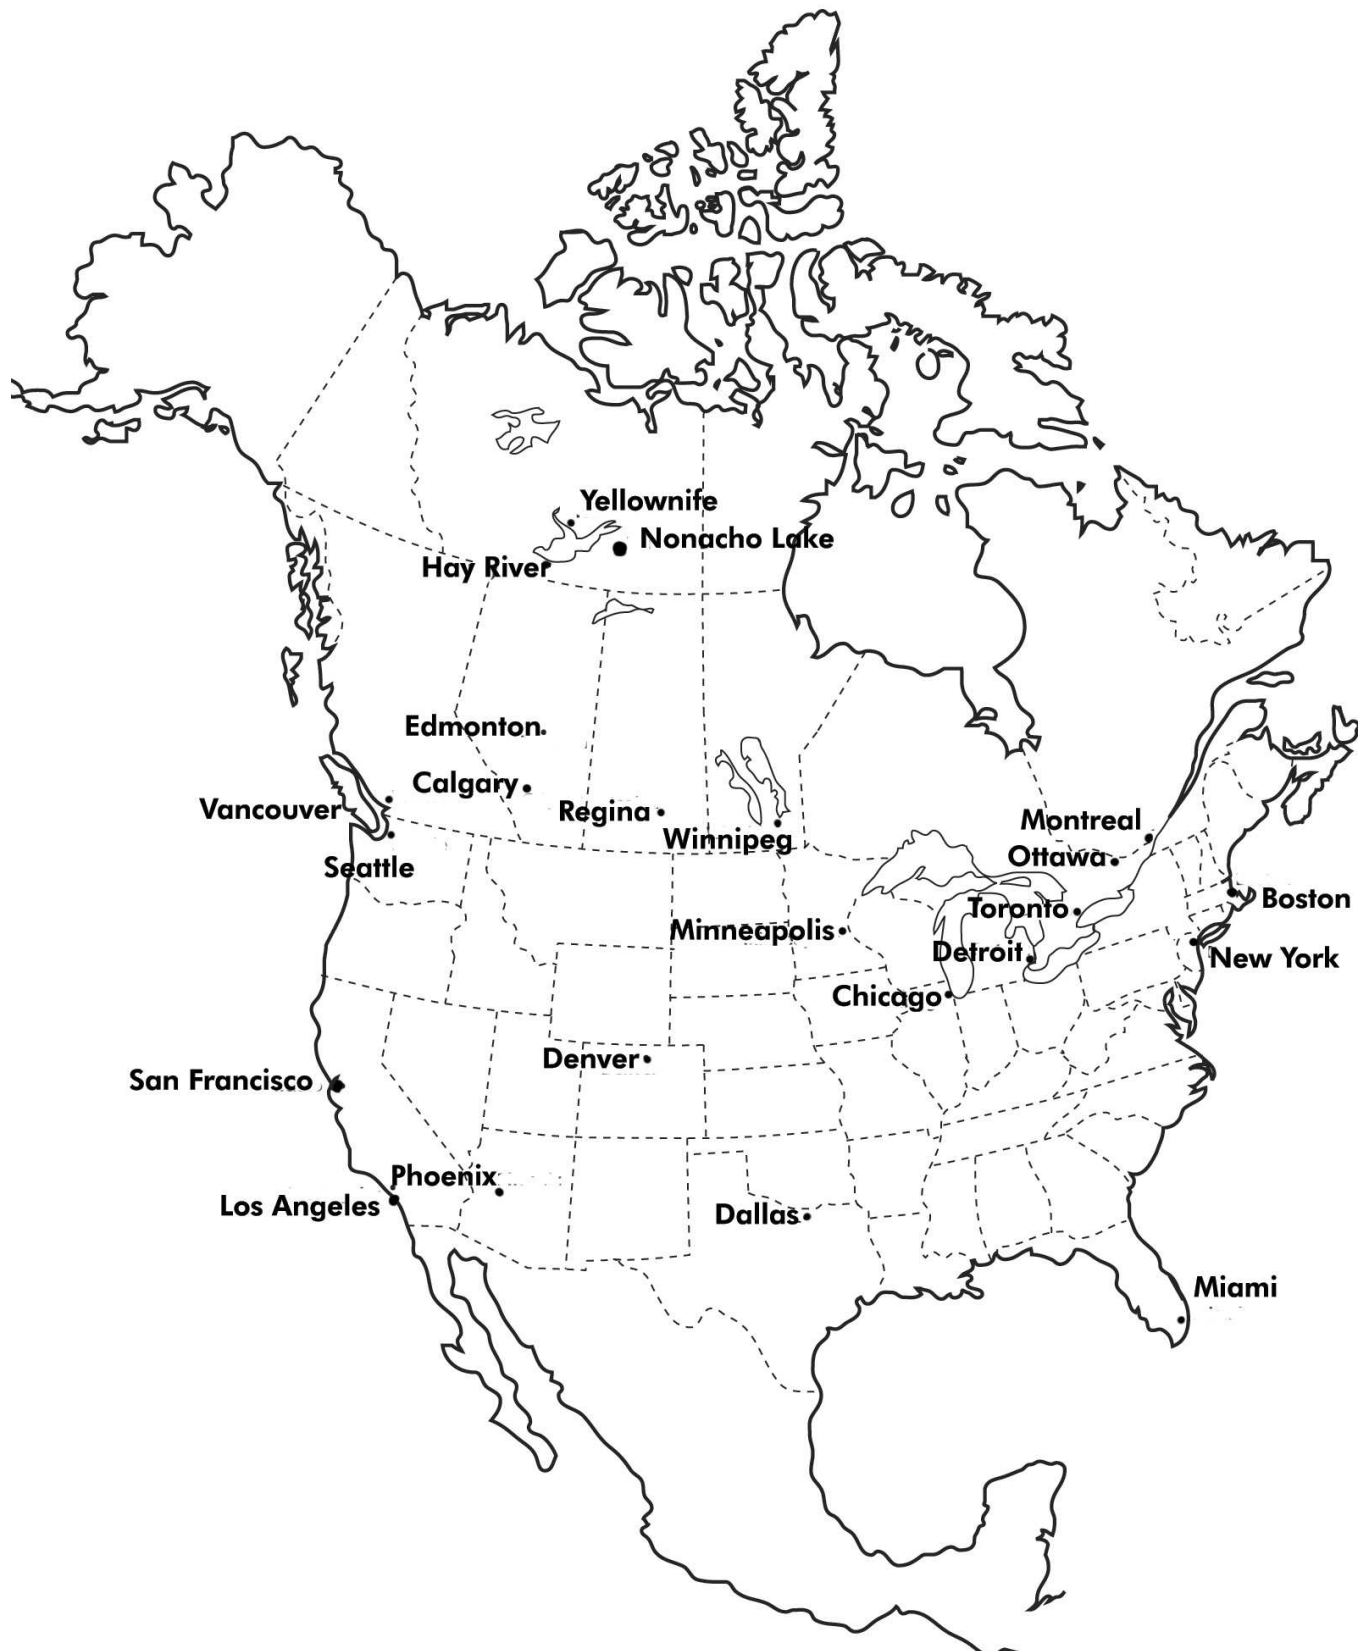 Yellownife
Nonacho Lake
Hay River
Edmonton
Calgary
Vancouver
Regina
Winnipeg
Seattle
Montreal
Ottawa
Boston
Toronto
Minneapolis
Detroit
New York
Chicago
Denver
San Francisco
Phoenix
Los Angeles
Dallas
Miami